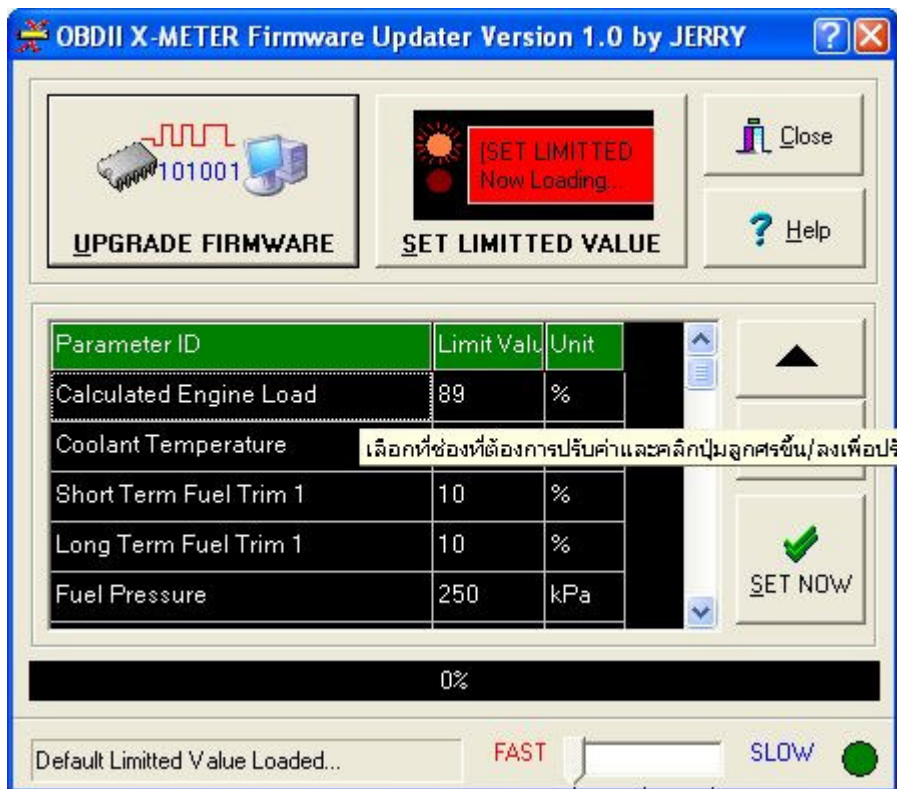 OBDII X-METER Firmware Updater Version 1.0 by JERRY
101001
UPGRADE FIRMWARE
[SET LIMITTED
Now Loading...
SET LIMITTED VALUE
Close
Help
Parameter ID Limit Valu Unit
Calculated Engine Load 89 %
Coolant Temperature
เลือกที่ช่องที่ต้องการปรับค่าและคลิกปุ่มลูกศรขึ้น/ลงเพื่อปรั
Short Term Fuel Trim 1 10 %
Long Term Fuel Trim 1 10 %
Fuel Pressure 250 kPa
SET NOW
0%
Default Limitted Value Loaded...
FAST
SLOW